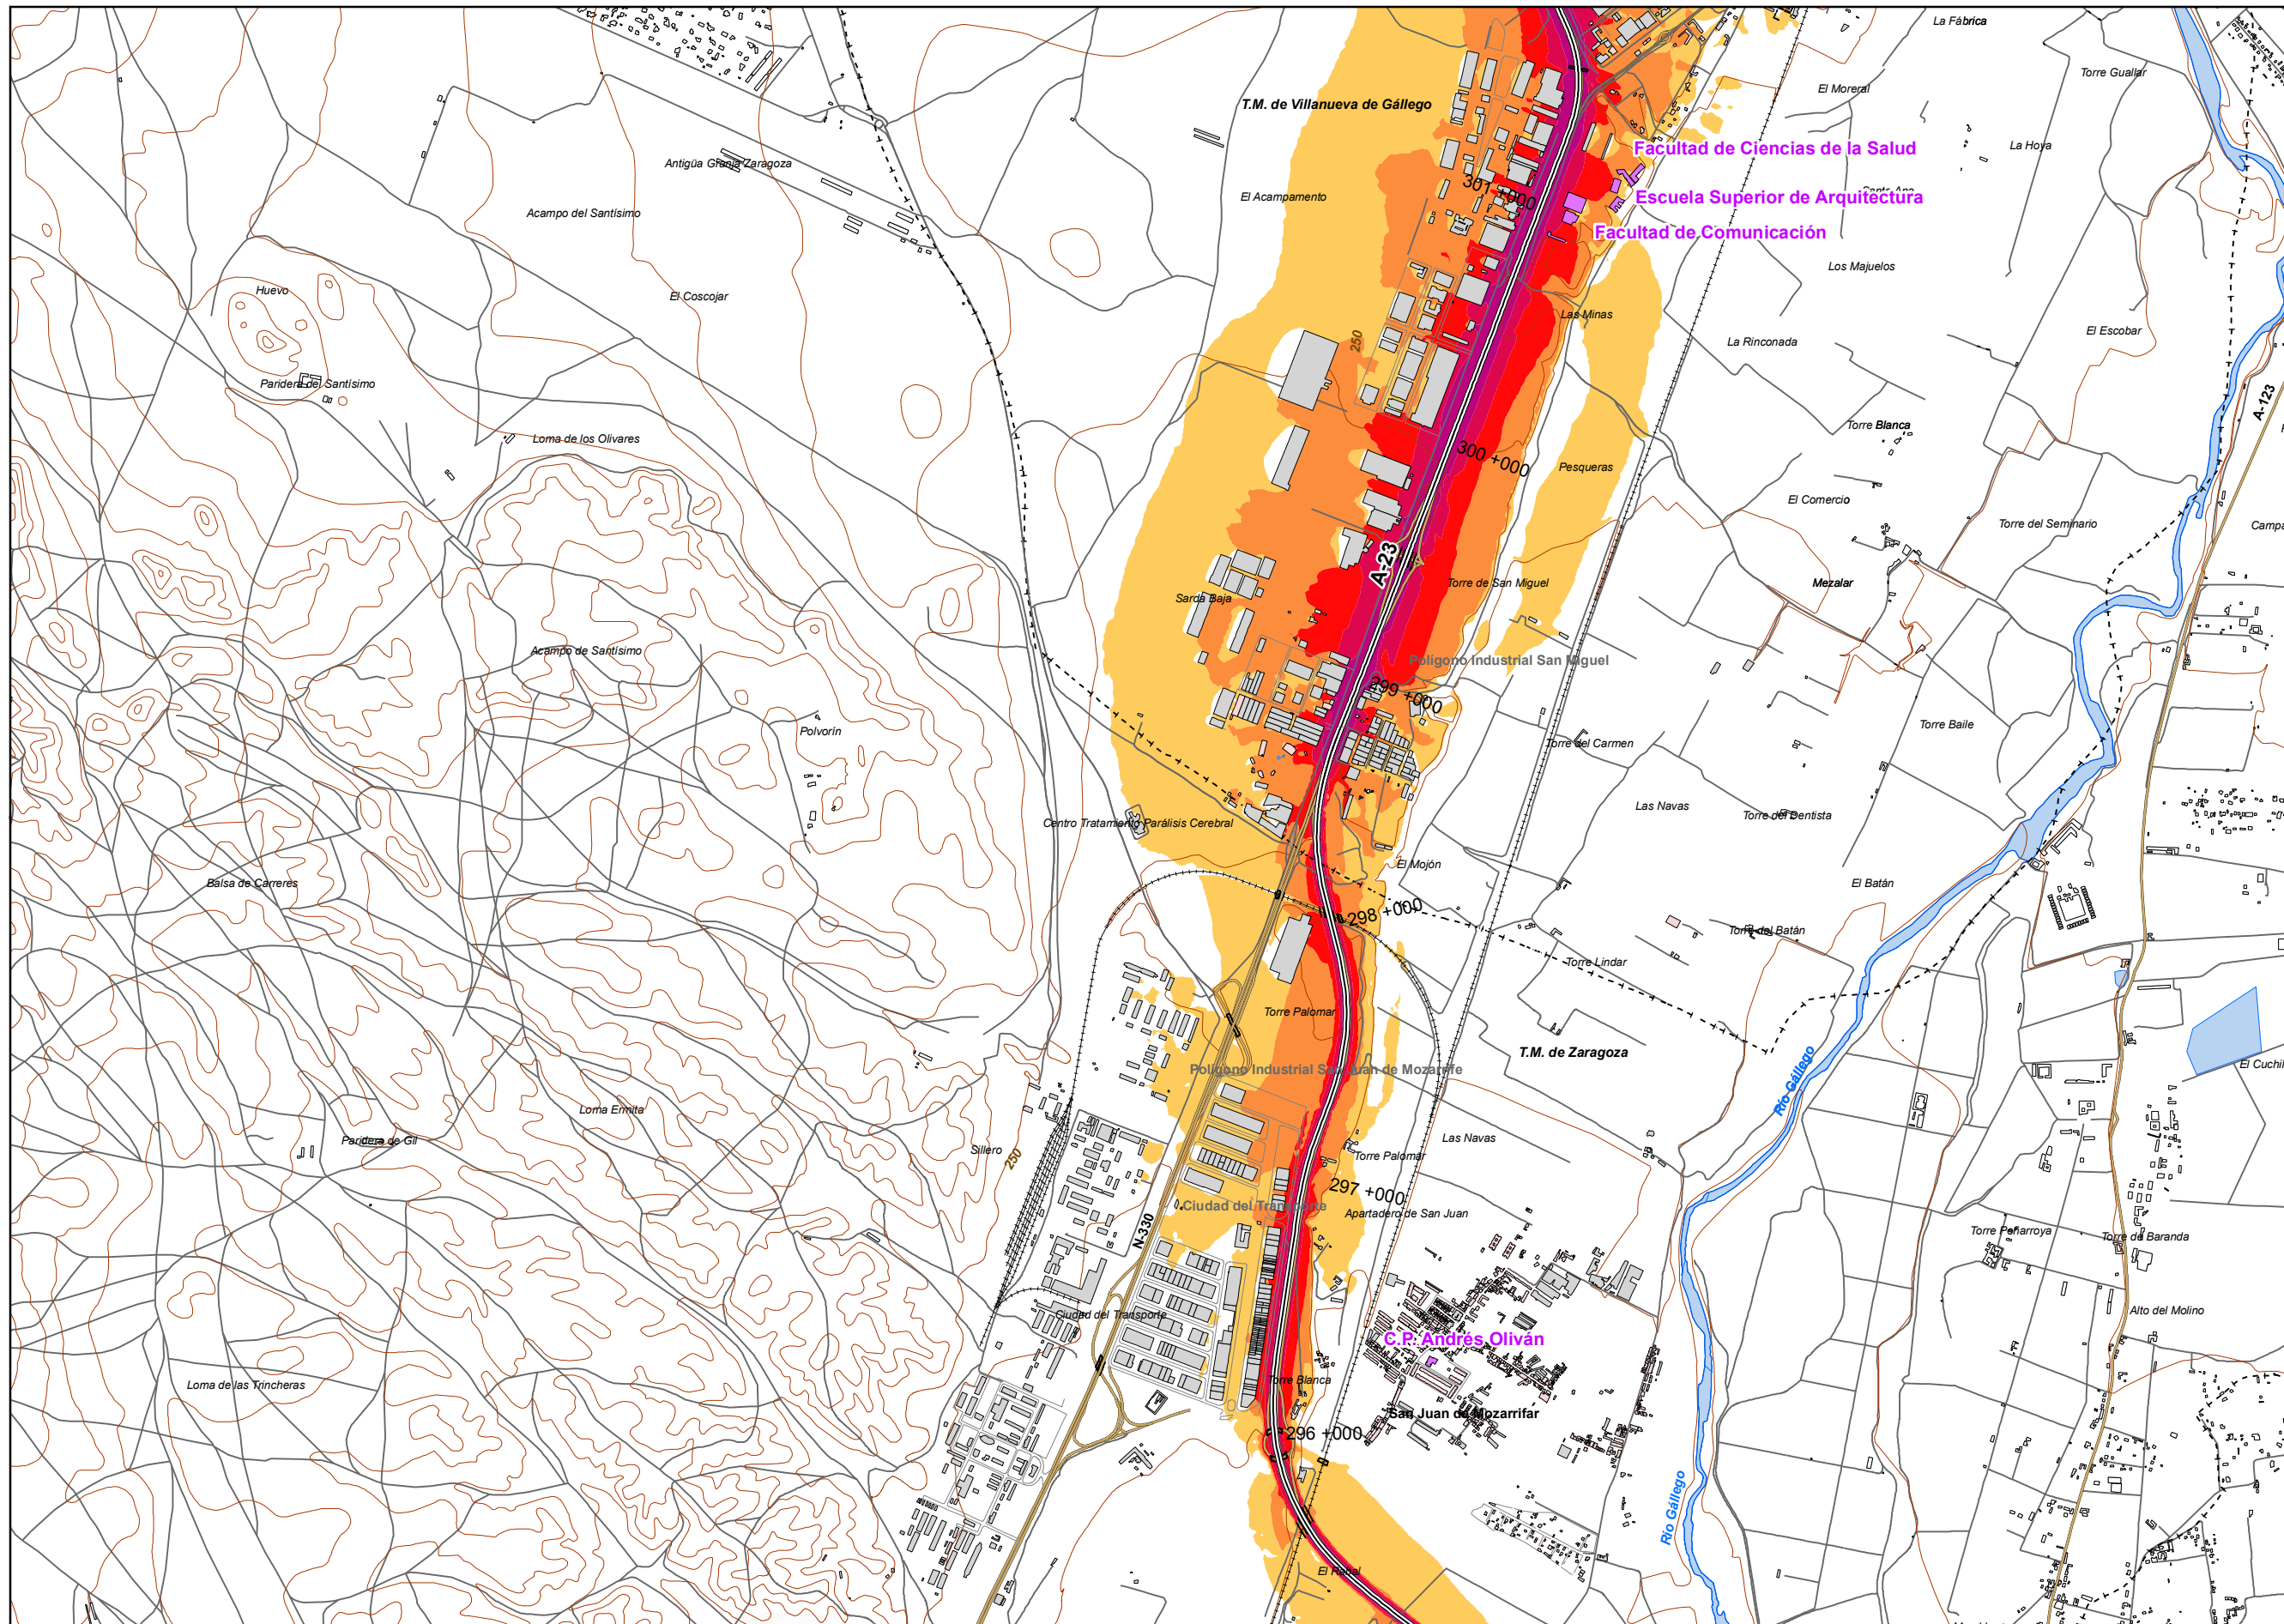 La Fábrica
Torre Guallar
El Moreral
T.M. de Villanueva de Gállego
La Hoya
Facultad de Ciencias de la Salud
Antigüa Granja Zaragoza
301 +000
Escuela Superior de Arquitectura
El Acampamento
Acampo del Santísimo
Facultad de Comunicación
Los Majuelos
Huevo
El Coscojar
Las Minas
El Escobar
250
La Rinconada
Paridera del Santísimo
A-123
Torre Blanca
Loma de los Olivares
300 +000
Pesqueras
El Comercio
Torre del Seminario
Campa
A-23
Torre de San Miguel
Mezalar
Sarda Baja
Acampo de Santísimo
Polígono Industrial San Miguel
299 +000
Torre Baile
Polvorín
Torre del Carmen
Las Navas
Torre del Dentista
Centro Tratamiento Parálisis Cerebral
El Mojón
Balsa de Carreres
El Batán
298 +000
Torre del Batán
Torre Lindar
Torre Palomar
T.M. de Zaragoza
El Cuchil
Polígono Industrial San Juan de Mozarrife
Río Gállego
Loma Ermita
Paridera de Gil
Las Navas
Sillero
250
Torre Palomar
297 +000
Ciudad del Transporte
Apartadero de San Juan
N-330
Torre Peñarroya
Torre de Baranda
Ciudad del Transporte
Alto del Molino
C.P. Andrés Oliván
Loma de las Trincheras
Torre Blanca
San Juan de Mozarrifar
296 +000
Río Gállego
El Rabal